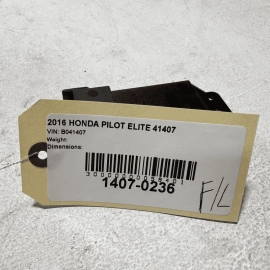 2016 HONDA PILOT ELITE 41407
VIN: B041407
Weight:
Dimensions:
1407-0236
F/L